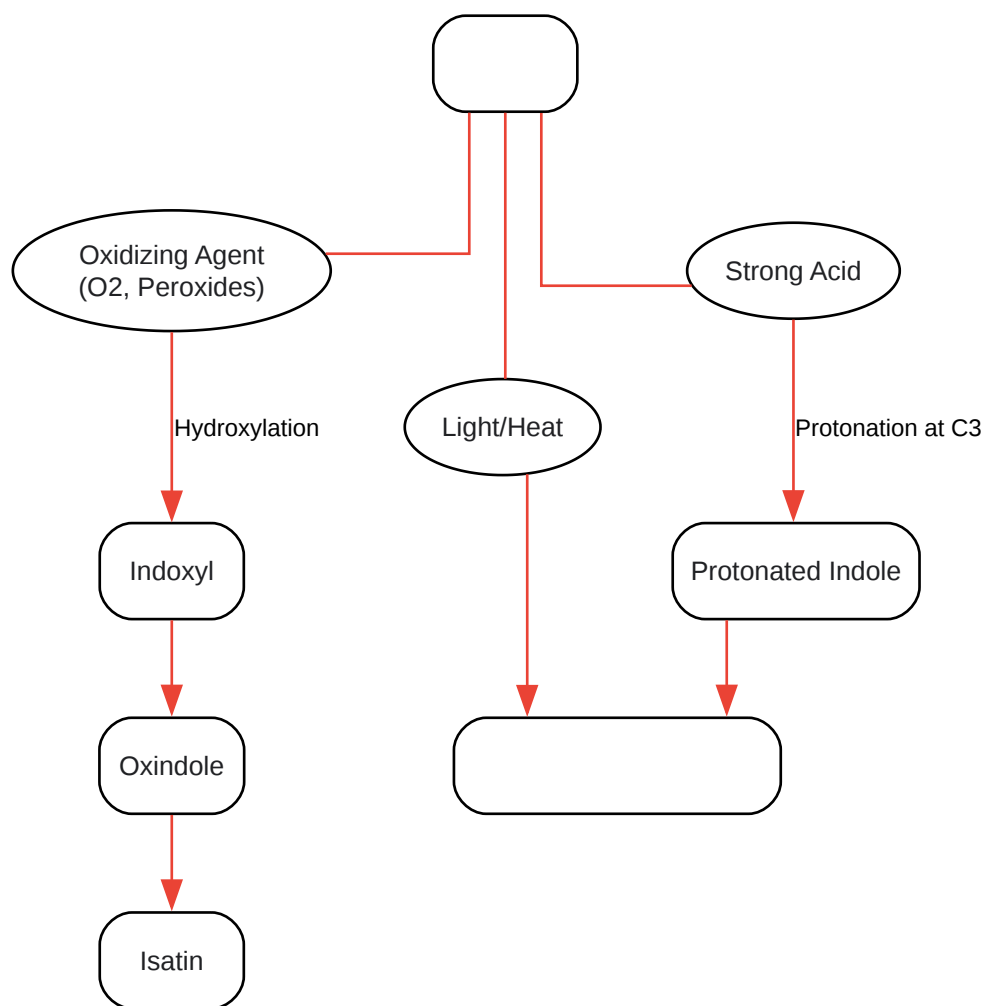 Oxidizing Agent
(O2, Peroxides)
Strong Acid
Light/Heat
Hydroxylation
Protonation at C3
Indoxyl
Protonated Indole
Oxindole
Isatin